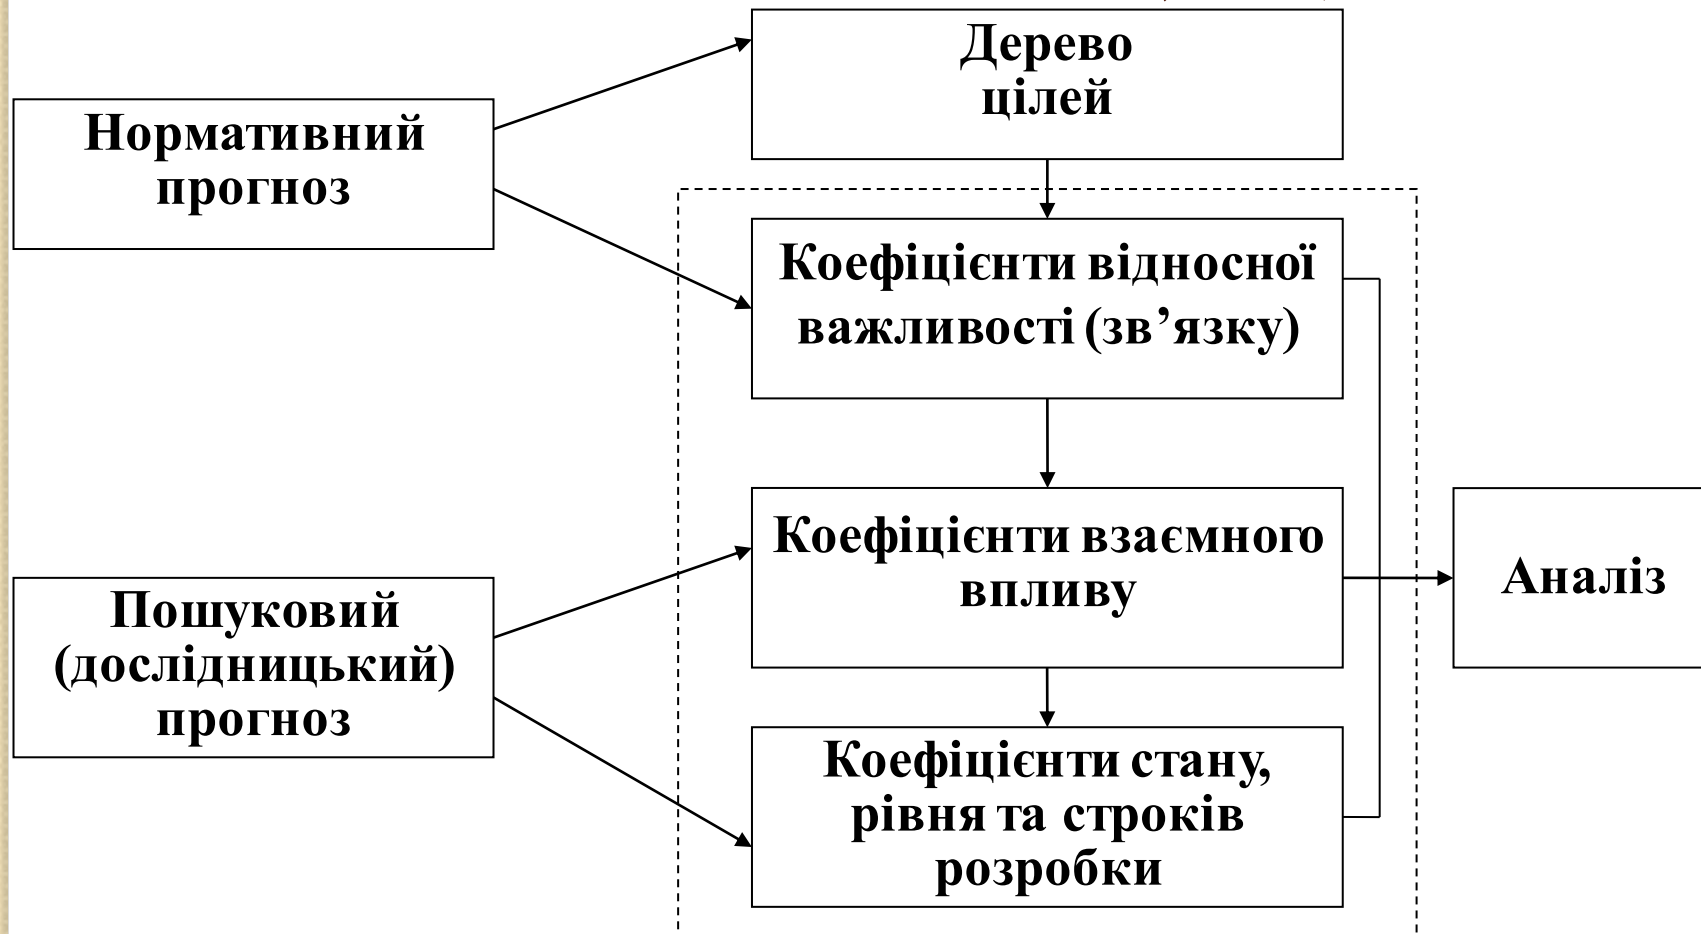 Дерево
цілей
Нормативний
прогноз
Коефіцієнти відносної
важливості (зв’язку)
Коефіцієнти взаємного
впливу
Аналіз
Пошуковий
(дослідницький)
прогноз
Коефіцієнти стану,
рівня та строків
розробки